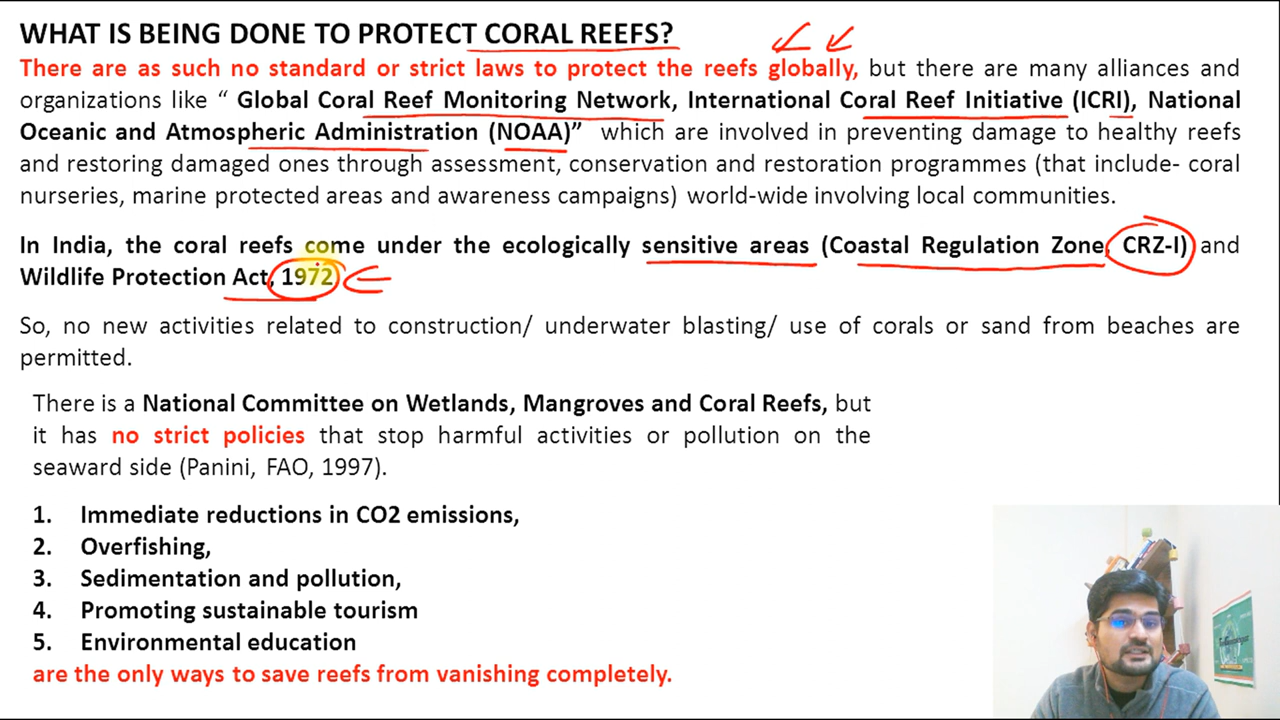 WHAT IS BEING DONE TO PROTECT CORAL REEFS?
There are as such no standard or strict laws to protect the reefs globally, but there are many alliances and
organizations like “ Global Coral Reef Monitoring Network, International Coral Reef Initiative (ICRI), National
Oceanic and Atmospheric Administration (NOAA)” which are involved in preventing damage to healthy reefs
and restoring damaged ones through assessment, conservation and restoration programmes (that include- coral
nurseries, marine protected areas and awareness campaigns) world-wide involving local communities.
In India, the coral reefs come under the ecologically sensitive areas (Coastal Regulation Zone, CRZ-I) and
Wildlife Protection Act, 1972
So, no new activities related to construction/ underwater blasting/ use of corals or sand from beaches are
permitted.
There is a National Committee on Wetlands, Mangroves and Coral Reefs, but
it has no strict policies that stop harmful activities or pollution on the
seaward side (Panini, FAO, 1997).
1. Immediate reductions in CO2 emissions,
2. Overfishing,
3. Sedimentation and pollution,
4. Promoting sustainable tourism
5. Environmental education
are the only ways to save reefs from vanishing completely.